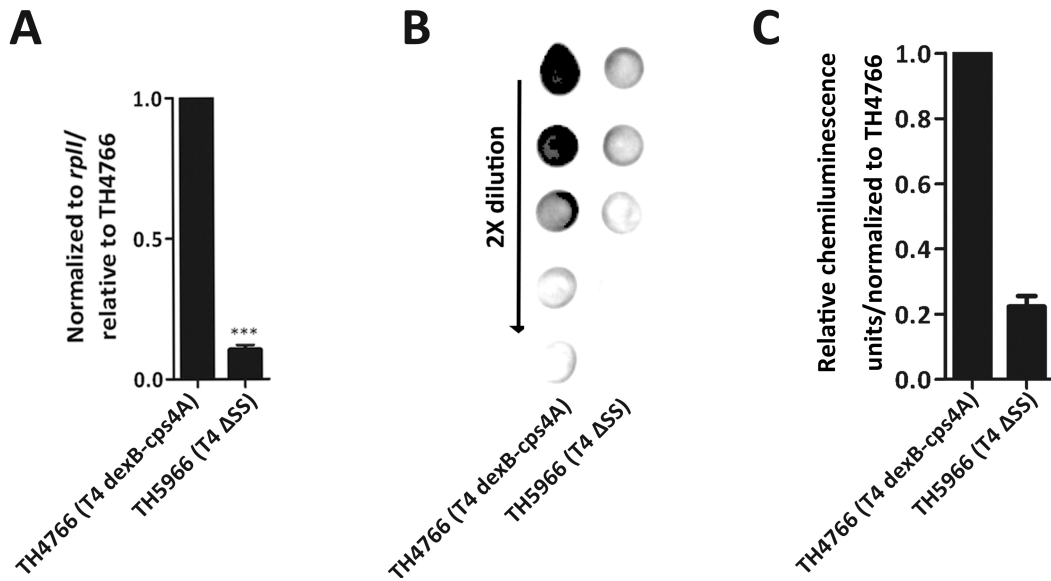 A
Normalized to rplI/
relative to TH4766
1.0
0.5
0.0
***
TH4766 (T4 dexB-cps4A)
TH5966 (T4 ΔSS)
B
2X dilution
TH4766 (T4 dexB-cps4A)
TH5966 (T4 ΔSS)
C
Relative chemiluminescence
units/normalized to TH4766
1.0
0.8
0.6
0.4
0.2
0.0
TH4766 (T4 dexB-cps4A)
TH5966 (T4 ΔSS)